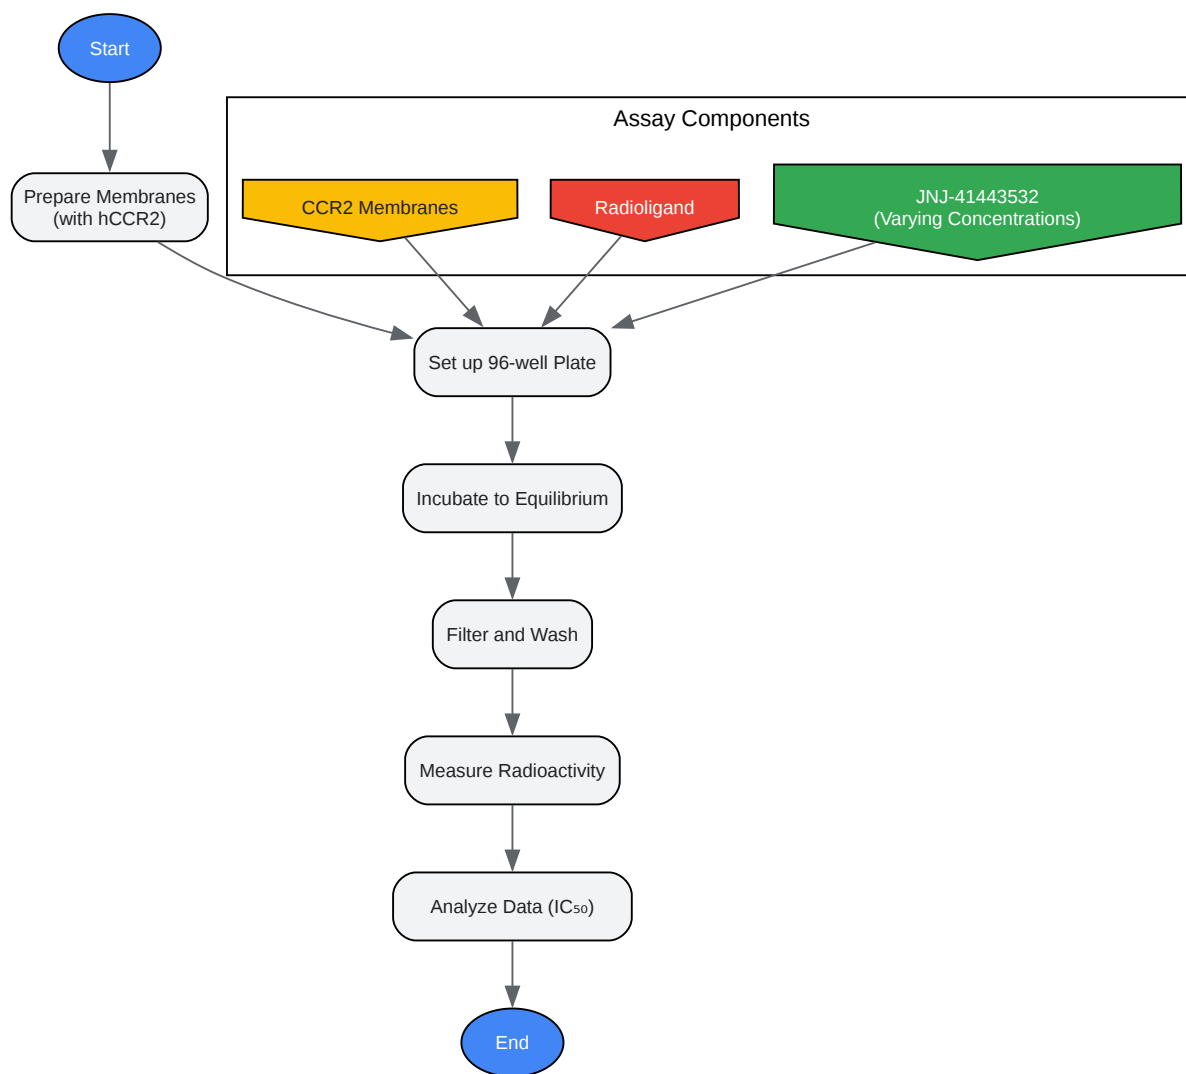 Start
Assay Components
Prepare Membranes
(with hCCR2)
CCR2 Membranes
Radioligand
JNJ-41443532
(Varying Concentrations)
Set up 96-well Plate
Incubate to Equilibrium
Filter and Wash
Measure Radioactivity
Analyze Data (IC₅₀)
End